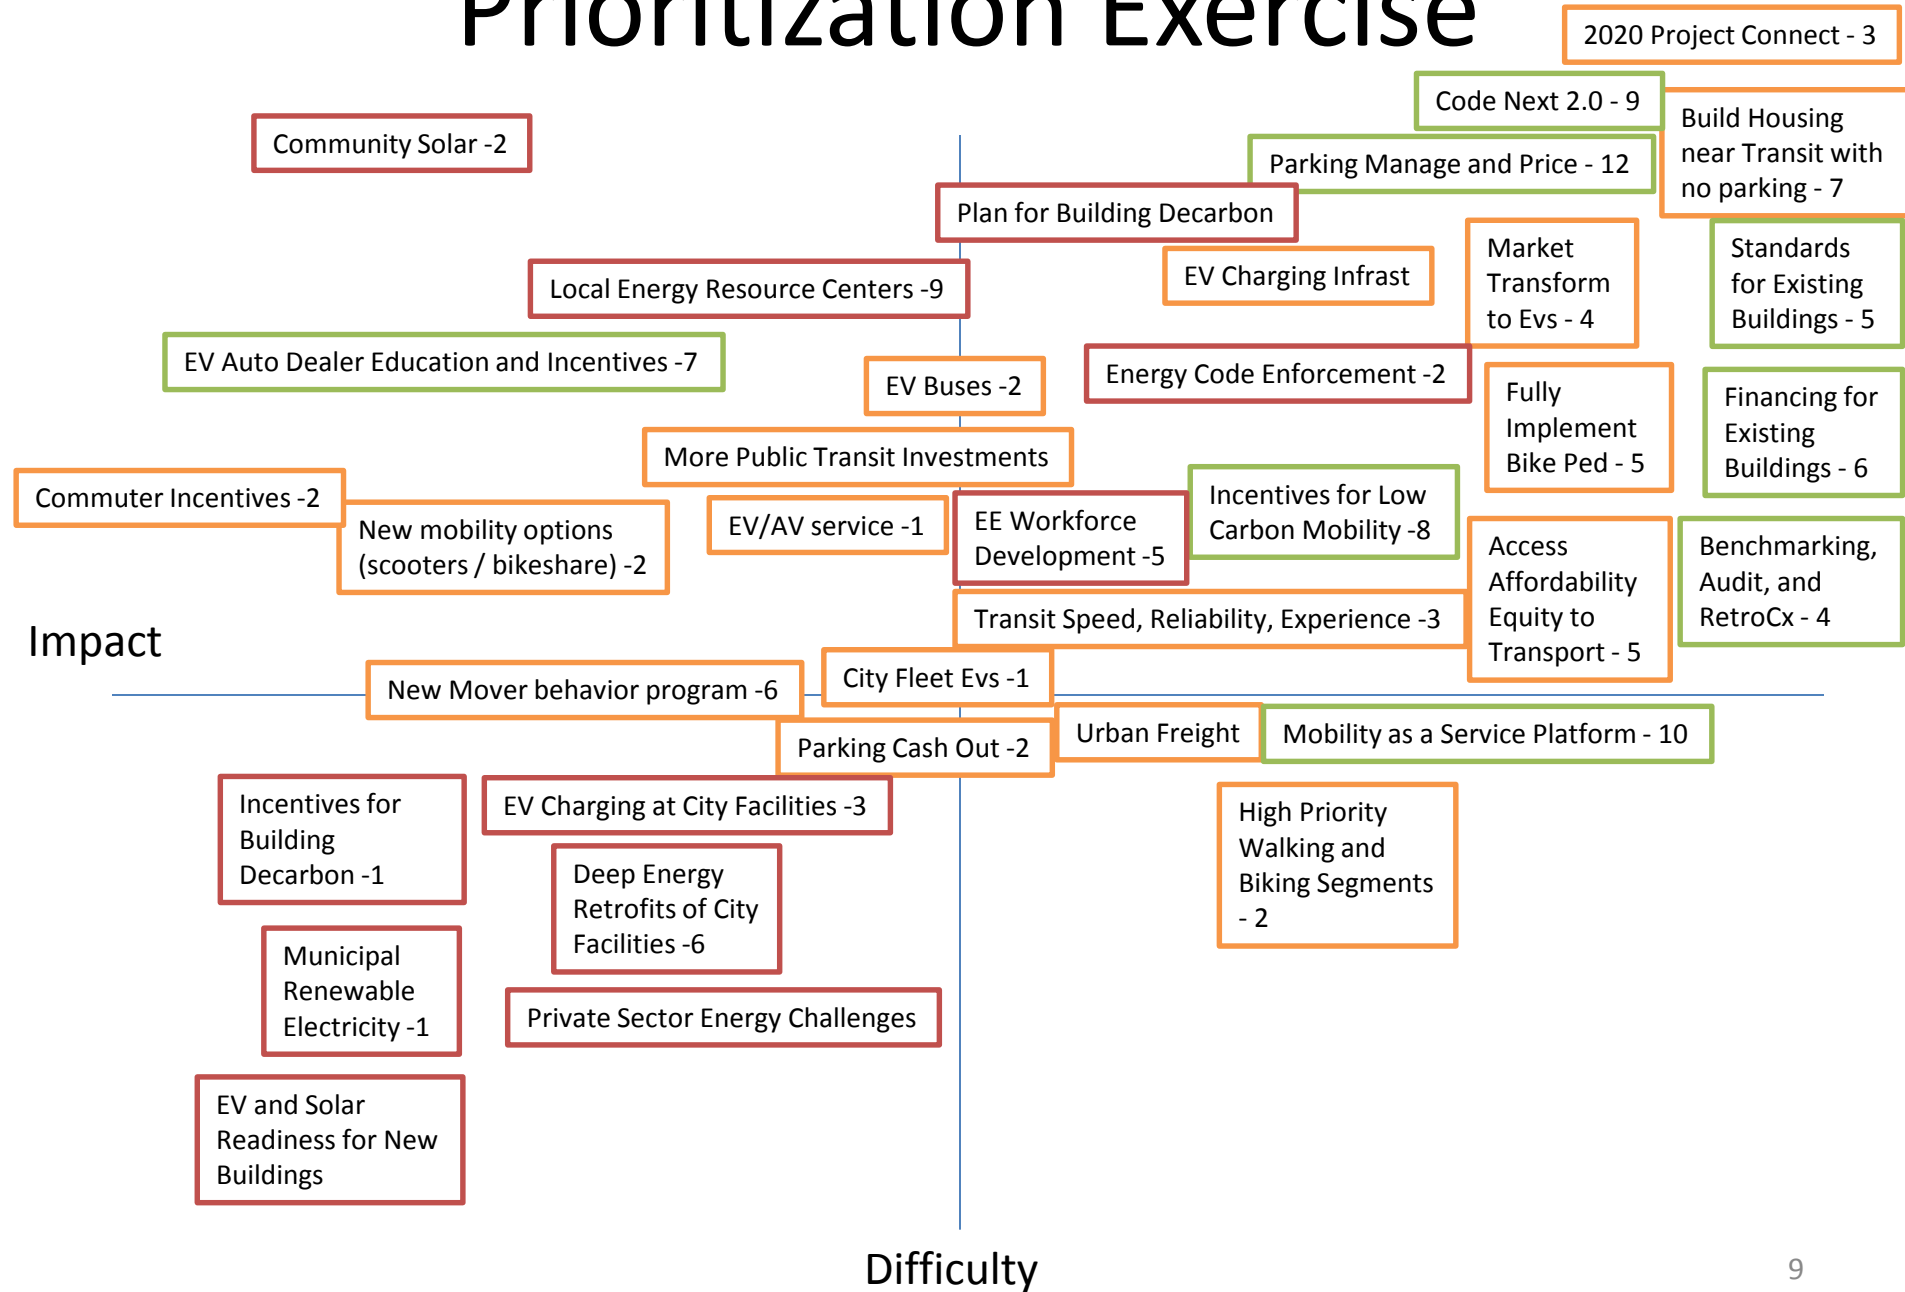 Prioritization Exercise
2020 Project Connect - 3
Code Next 2.0 - 9
Build Housing
near Transit with
no parking - 7
Community Solar -2
Parking Manage and Price - 12
Plan for Building Decarbon
EV Charging Infrast
Market
Transform
to Evs - 4
Standards
for Existing
Buildings - 5
Local Energy Resource Centers -9
EV Auto Dealer Education and Incentives -7
EV Buses -2
Energy Code Enforcement -2
Fully
Implement
Bike Ped - 5
Financing for
Existing
Buildings - 6
More Public Transit Investments
Commuter Incentives -2
New mobility options
(scooters / bikeshare) -2
EV/AV service -1
EE Workforce
Development -5
Incentives for Low
Carbon Mobility -8
Access
Affordability
Equity to
Transport - 5
Benchmarking,
Audit, and
RetroCx - 4
Transit Speed, Reliability, Experience -3
Impact
New Mover behavior program -6
City Fleet Evs -1
Parking Cash Out -2
Urban Freight
Mobility as a Service Platform - 10
Incentives for
Building
Decarbon -1
EV Charging at City Facilities -3
High Priority
Walking and
Biking Segments
- 2
Deep Energy
Retrofits of City
Facilities -6
Municipal
Renewable
Electricity -1
Private Sector Energy Challenges
EV and Solar
Readiness for New
Buildings
Difficulty
9